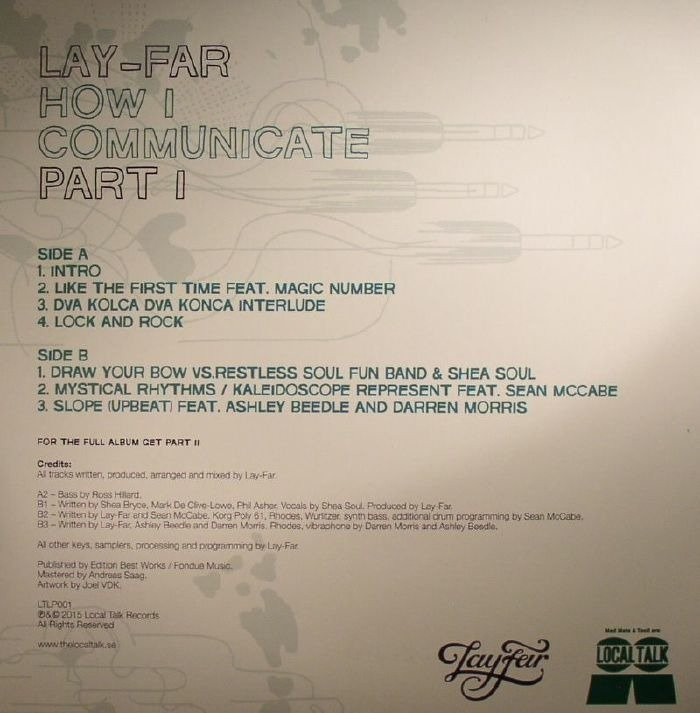 LAY-FAR
HOW I
COMMUNICATE
PART I
SIDE A
1. INTRO
2. LIKE THE FIRST TIME FEAT. MAGIC NUMBER
3. DVA KOLCA DVA KONCA INTERLUDE
4. LOCK AND ROCK
SIDE B
1. DRAW YOUR BOW VS.RESTLESS SOUL FUN BAND & SHEA SOUL
2. MYSTICAL RHYTHMS / KALEIDOSCOPE REPRESENT FEAT. SEAN MCCABE
3. SLOPE (UPBEAT) FEAT. ASHLEY BEEDLE AND DARREN MORRIS
FOR THE FULL ALBUM GET PART II
Credits:
All tracks written, produced, arranged and mixed by Lay-Far.
A2 – Bass by Ross Hillard.
B1 – Written by Shea Bryce, Mark De Clive-Lowe, Phil Asher. Vocals by Shea Soul. Produced by Lay-Far.
B2 – Written by Lay-Far and Sean McCabe. Korg Poly 61, Rhodes, Wurlitzer, synth bass, additional drum programming by Sean McCabe.
B3 – Written by Lay-Far, Ashley Beedle and Darren Morris. Rhodes, vibraphone by Darren Morris and Ashley Beedle.
All other keys, samplers, processing and programming by Lay-Far.
Published by Edition Best Works / Fondue Music.
Mastered by Andreas Saag.
Artwork by Joel VDK.
LTLP001
℗&© 2015 Local Talk Records
All Rights Reserved
www.thelocaltalk.se
Layfar
Mad Mats & Tooli are
LOCAL TALK